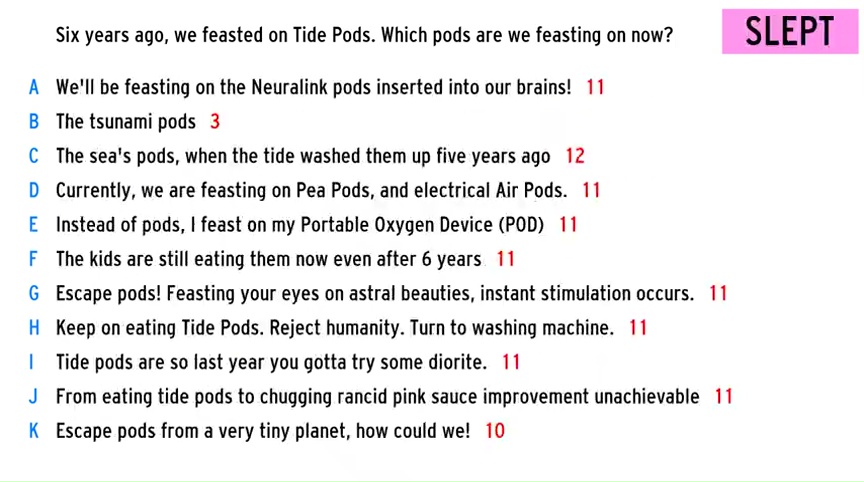 Six years ago, we feasted on Tide Pods. Which pods are we feasting on now?
SLEPT
A We'll be feasting on the Neuralink pods inserted into our brains! 11
B The tsunami pods 3
C The sea's pods, when the tide washed them up five years ago 12
D Currently, we are feasting on Pea Pods, and electrical Air Pods. 11
E Instead of pods, I feast on my Portable Oxygen Device (POD) 11
F The kids are still eating them now even after 6 years 11
G Escape pods! Feasting your eyes on astral beauties, instant stimulation occurs. 11
H Keep on eating Tide Pods. Reject humanity. Turn to washing machine. 11
I Tide pods are so last year you gotta try some diorite. 11
J From eating tide pods to chugging rancid pink sauce improvement unachievable 11
K Escape pods from a very tiny planet, how could we! 10